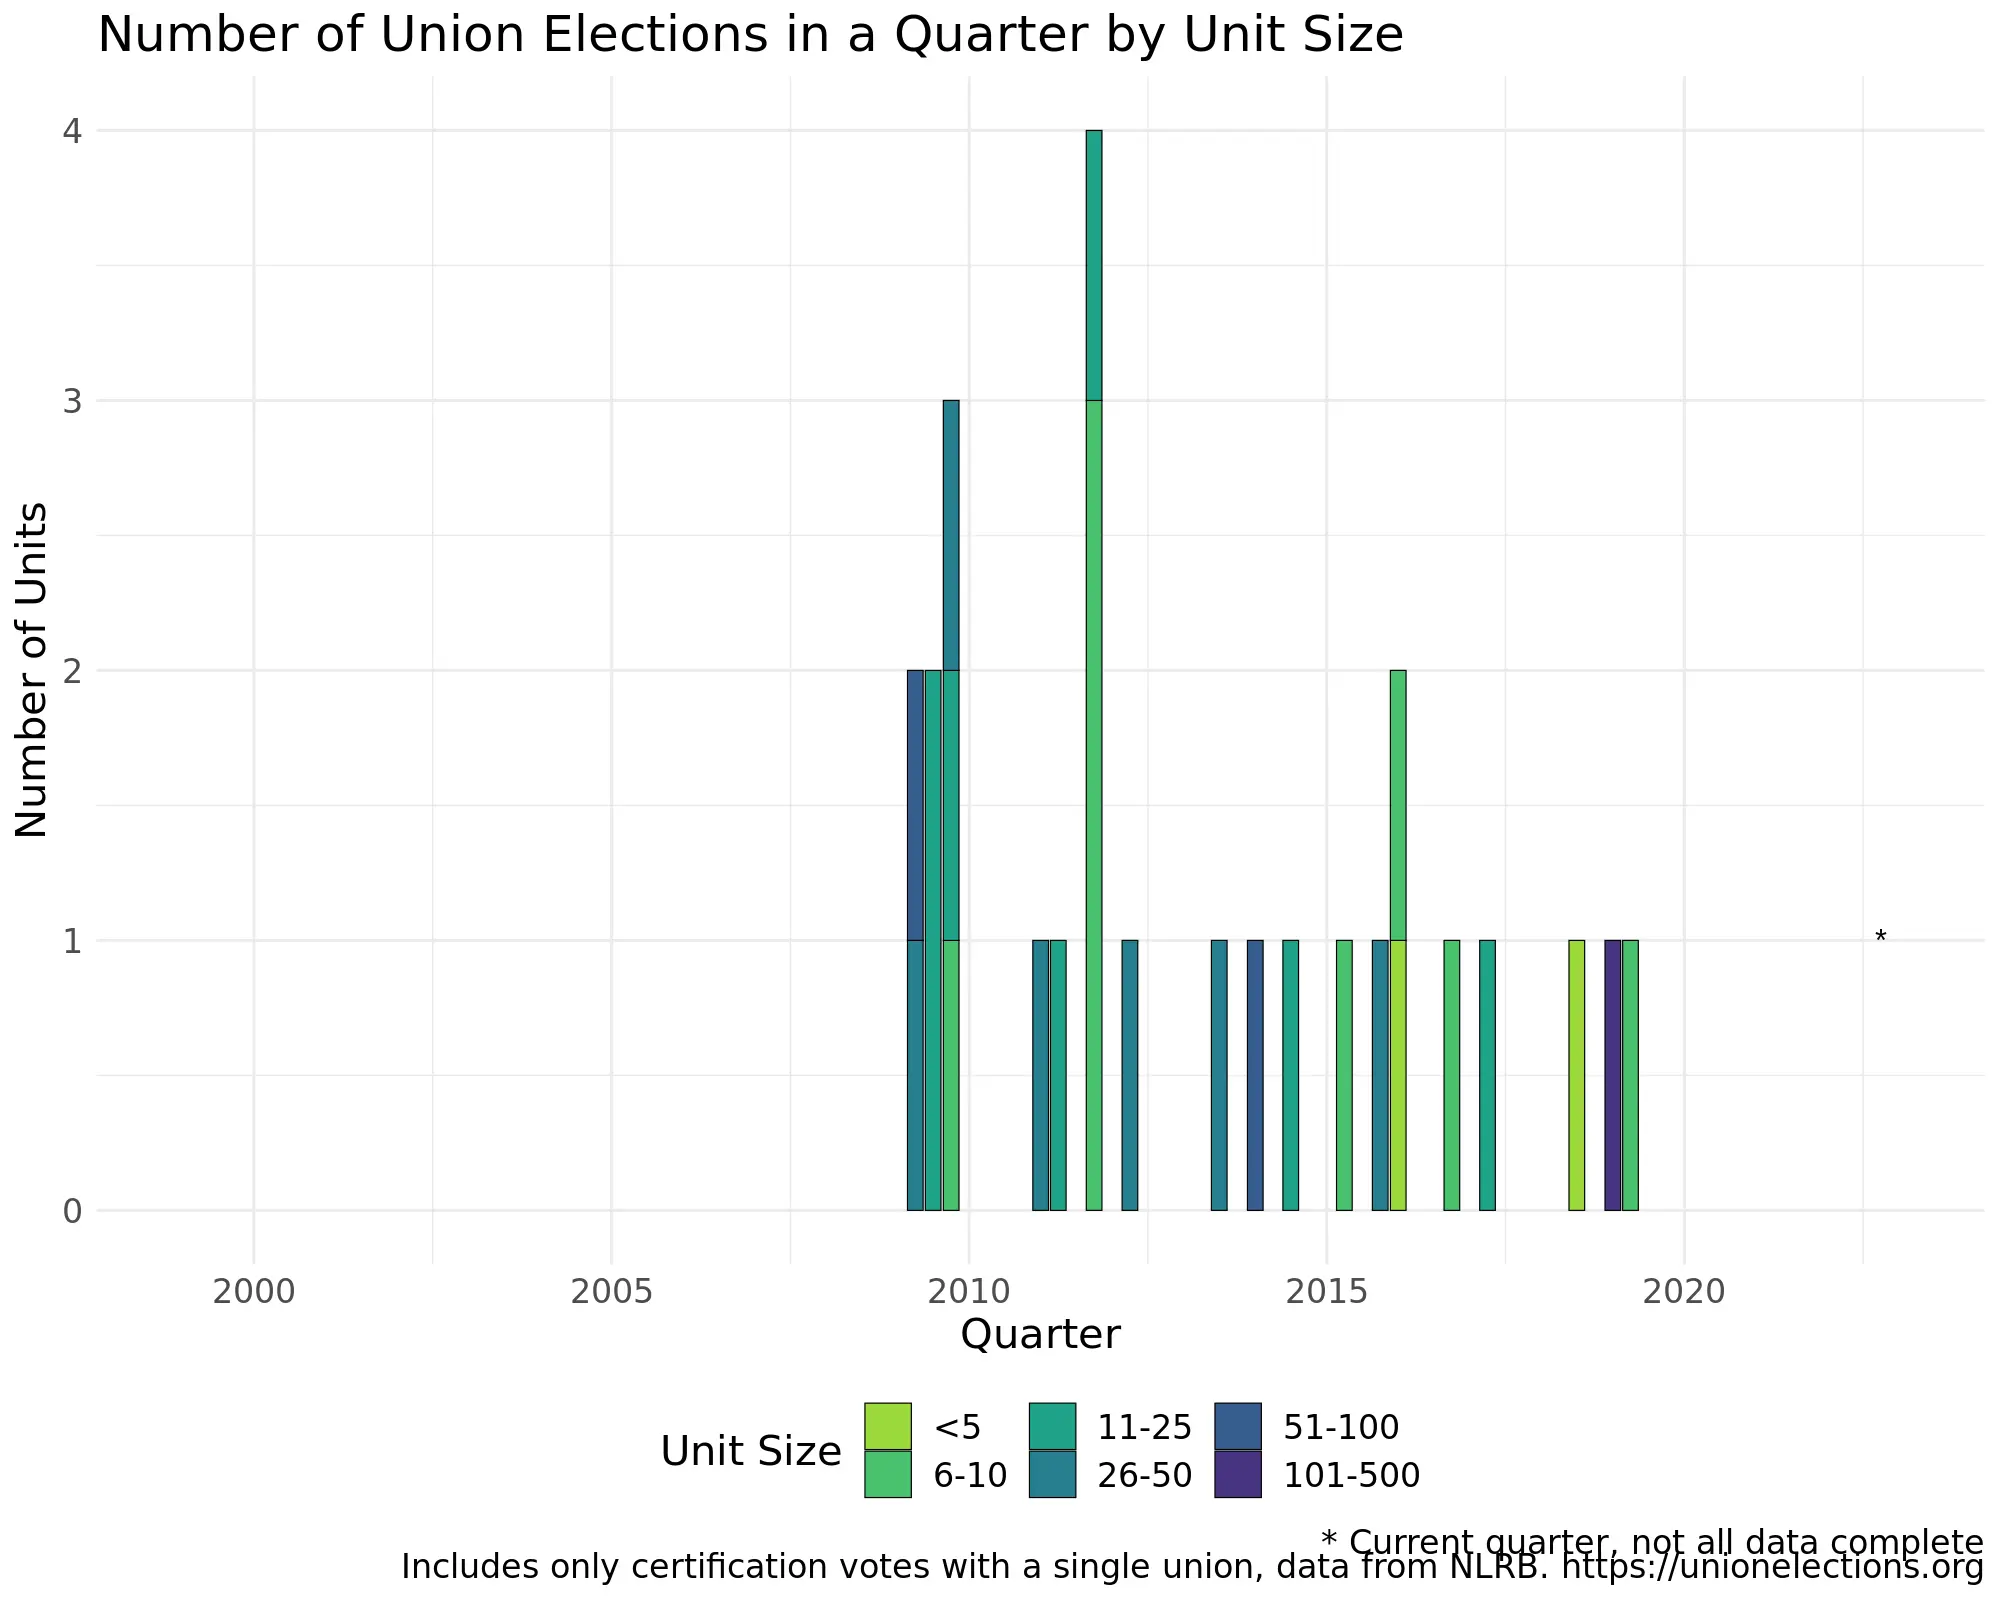 Number of Union Elections in a Quarter by Unit Size
Number of Units
4
3
2
1
0
*
2000 2005 2010 2015 2020
Quarter
Unit Size
<5 11-25 51-100
6-10 26-50 101-500
* Current quarter, not all data complete
Includes only certification votes with a single union, data from NLRB. https://unionelections.org